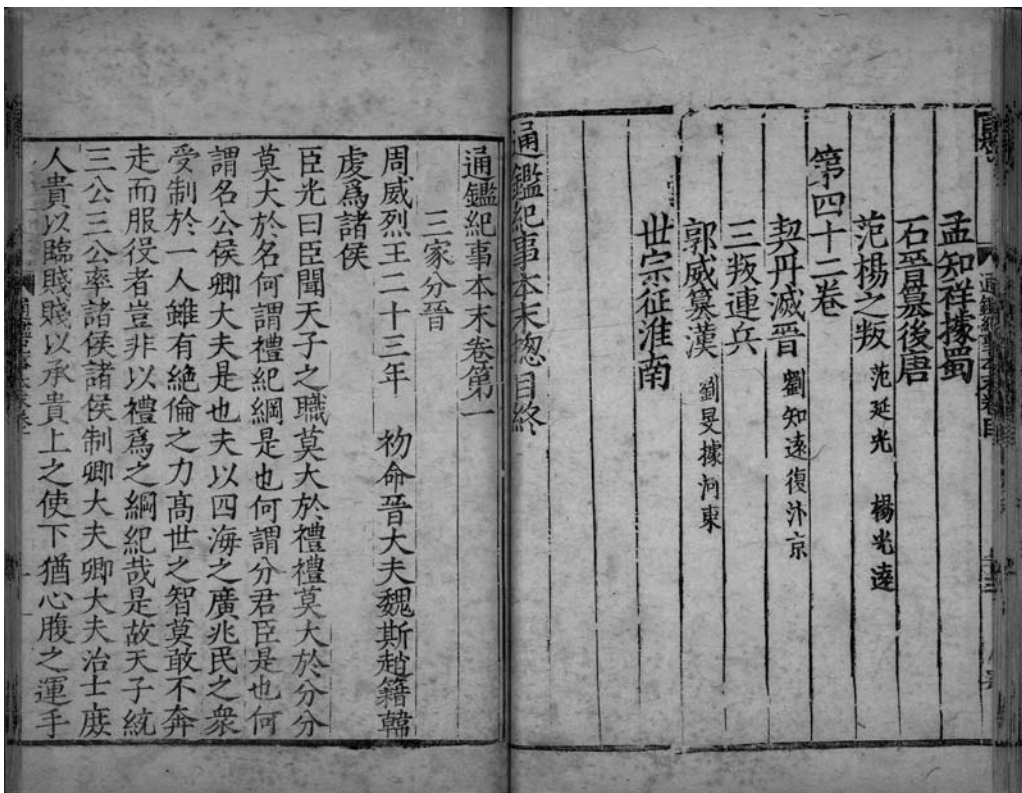 孟知祥據蜀
石晉篡後唐
范楊之叛 范延光 楊光遠
第四十二卷
契丹滅晉 劉知遠復汴京
三叛連兵
郭威篡漢 劉旻據河東
世宗征淮南
通鑑紀事本末揔目終
通鑑紀事本末卷第一
三家分晉
周威烈王二十三年 初命晉大夫魏斯趙籍韓
虔爲諸侯
臣光曰臣聞天子之職莫大於禮禮莫大於分分
莫大於名何謂禮紀綱是也何謂分君臣是也何
謂名公侯卿大夫是也夫以四海之廣兆民之衆
受制於一人雖有絶倫之力髙世之智莫敢不奔
走而服役者豈非以禮爲之綱紀哉是故天子統
三公三公率諸侯諸侯制卿大夫卿大夫治士庶
人貴以臨賤賤以承貴上之使下猶心腹之運手